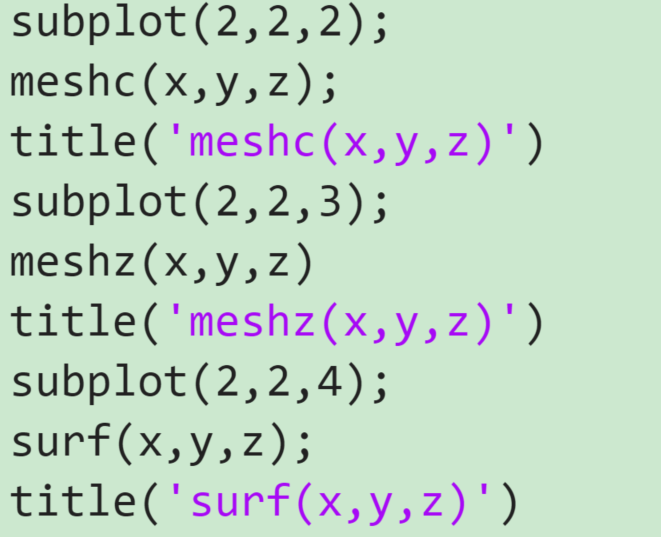 subplot(2,2,2);
meshc(x,y,z);
title('meshc(x,y,z)')
subplot(2,2,3);
meshz(x,y,z)
title('meshz(x,y,z)')
subplot(2,2,4);
surf(x,y,z);
title('surf(x,y,z)')